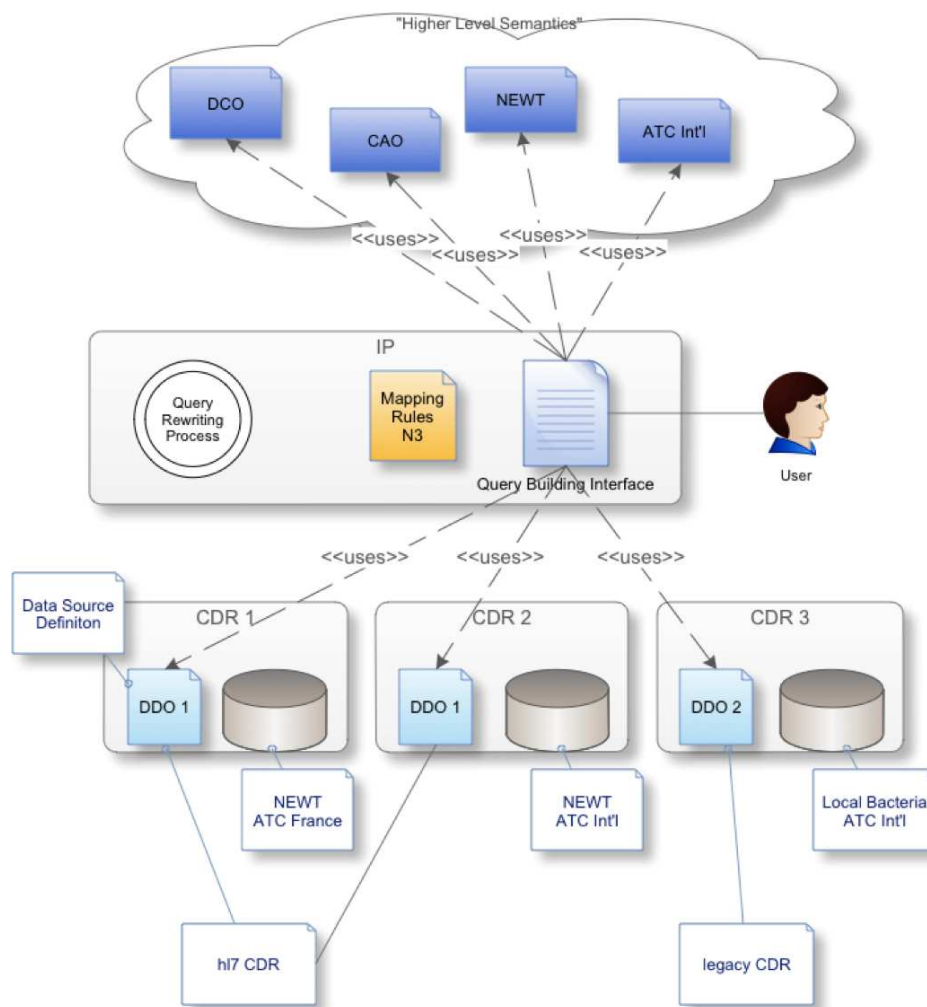 "Higher Level Semantics"
DCO
CAO
NEWT
ATC Int'l
<<uses>>
<<uses>>
<<uses>>
<<uses>>
IP
Query
Rewriting
Process
Mapping
Rules
N3
Query Building Interface
User
<<uses>>
<<uses>>
<<uses>>
Data Source
Definiton
CDR 1
DDO 1
CDR 2
DDO 1
CDR 3
DDO 2
NEWT
ATC France
NEWT
ATC Int'l
Local Bacteria
ATC Int'l
hl7 CDR
legacy CDR